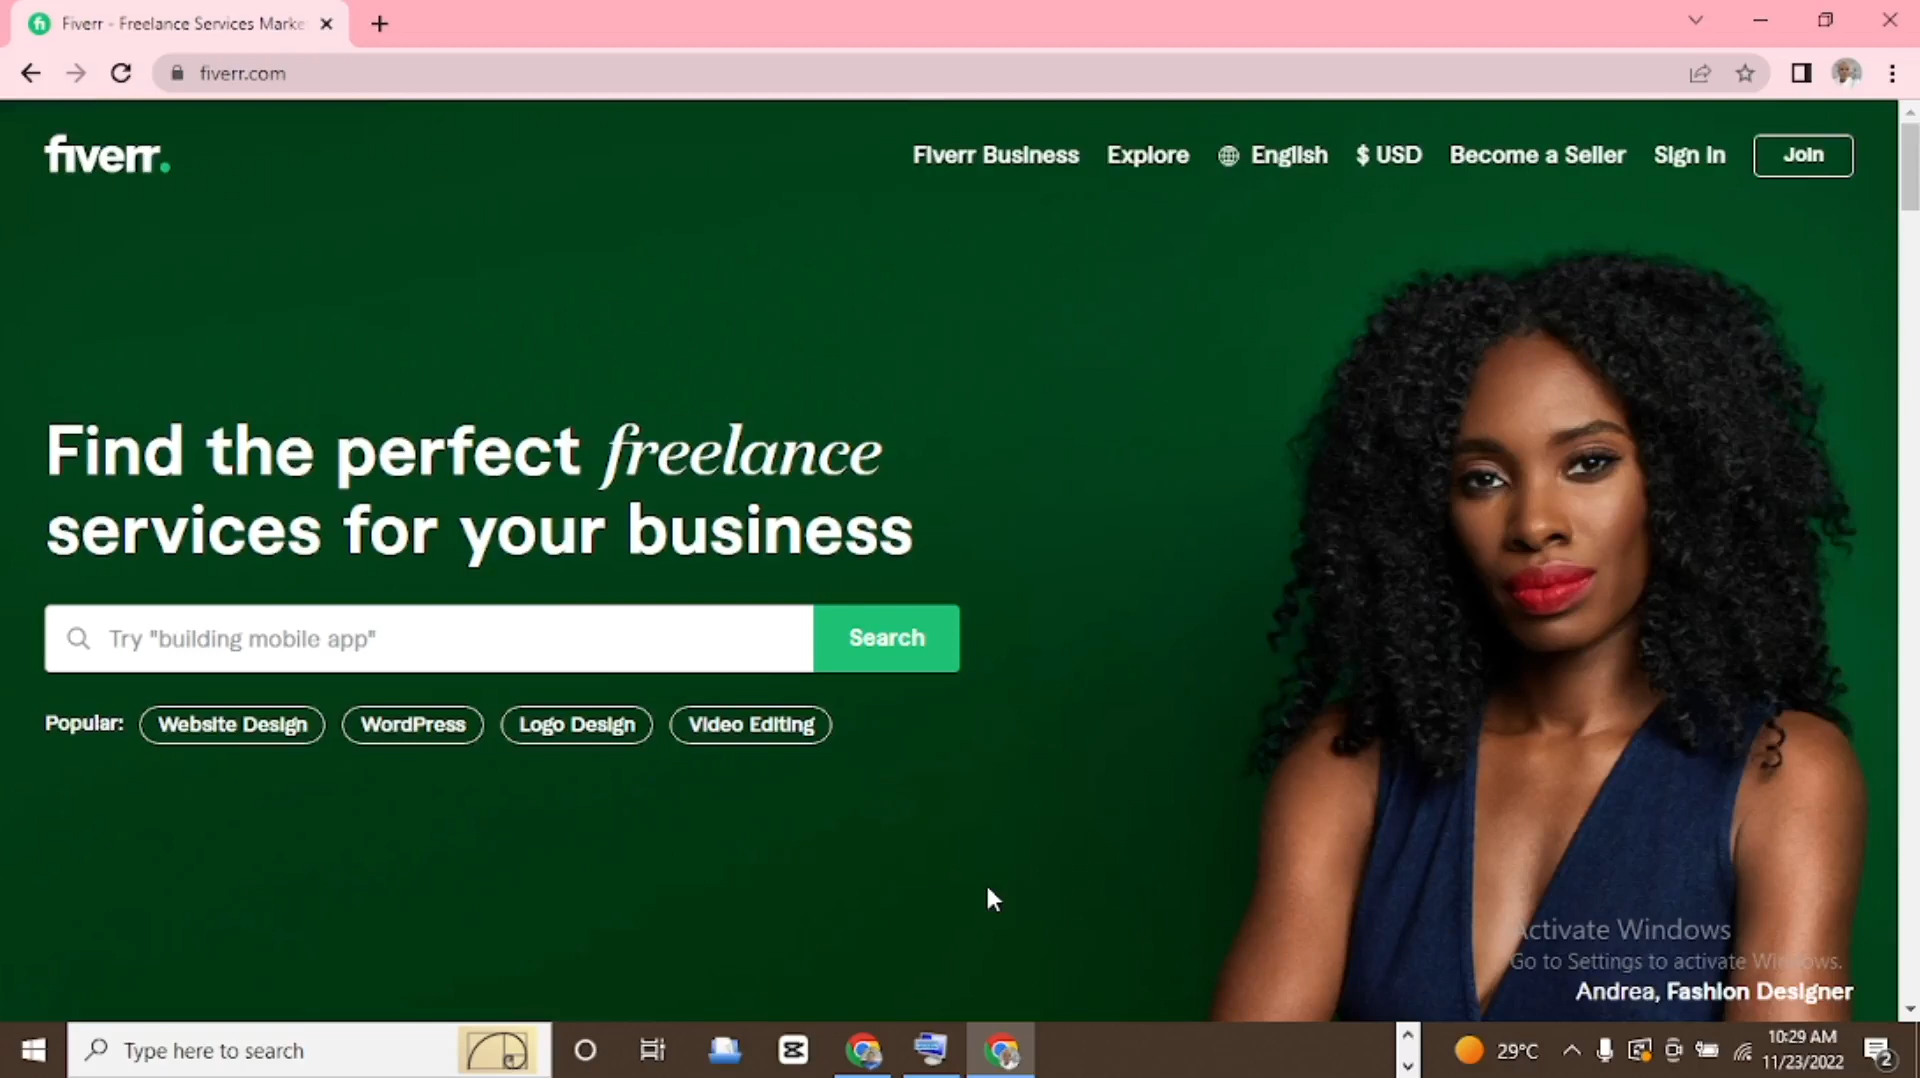 Fiverr - Freelance Services Marke
fiverr.com
fiverr.
Fiverr Business
Explore
English
$ USD
Become a Seller
Sign In
Join
Find the perfect freelance
services for your business
Try "building mobile app"
Search
Popular:
Website Design
WordPress
Logo Design
Video Editing
Activate Windows
Go to Settings to activate Windows.
Andrea, Fashion Designer
Type here to search
29°C
10:29 AM
11/23/2022
2